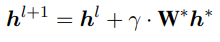 𝒉^{l+1} = 𝒉^l + γ · 𝐖*𝒉*